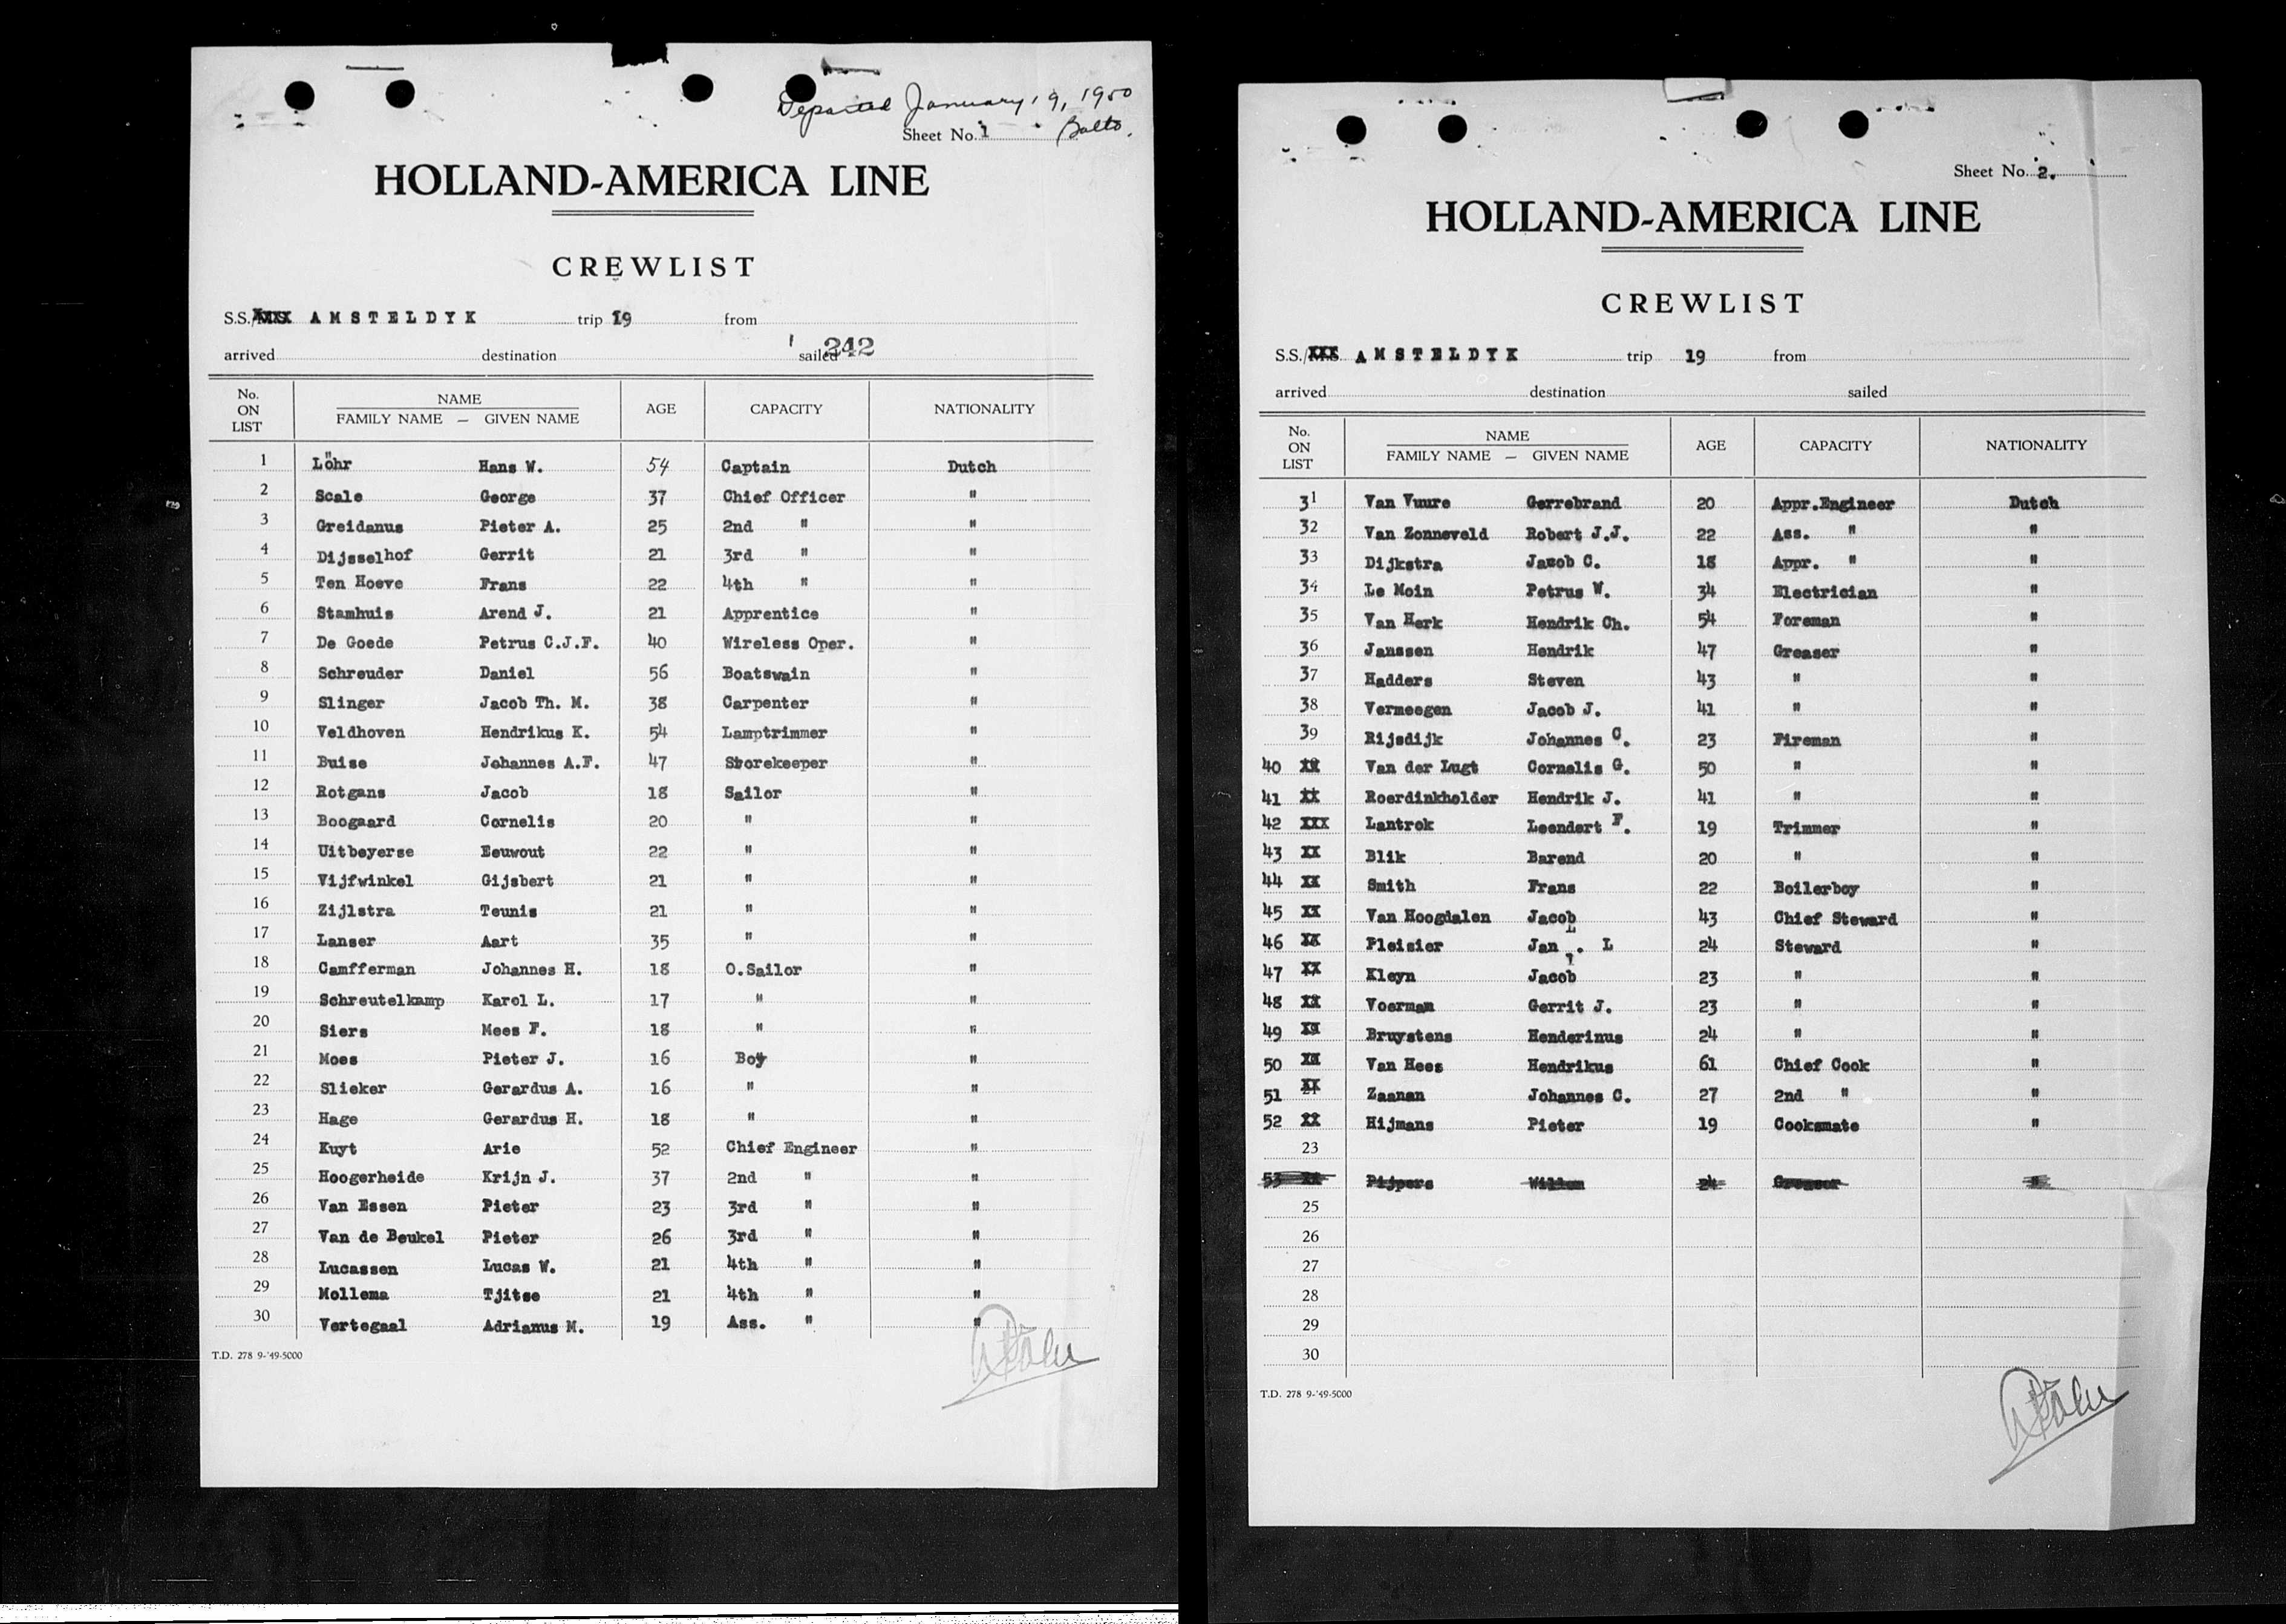 Departed January 19, 1950
Sheet No. 1 Balto.
HOLLAND-AMERICA LINE
CREWLIST
S.S./XXX AMSTELDYK trip 19 from
arrived destination sailed 242
No. ON LIST NAME FAMILY NAME — GIVEN NAME AGE CAPACITY NATIONALITY
1 Löhr Hans W. 54 Captain Dutch
2 Scale George 37 Chief Officer "
3 Greidanus Pieter A. 25 2nd " "
4 Dijsselhof Gerrit 21 3rd " "
5 Ten Hoeve Frans 22 4th " "
6 Stamhuis Arend J. 21 Apprentice "
7 De Goede Petrus C.J.F. 40 Wireless Oper. "
8 Schreuder Daniel 56 Boatswain "
9 Slinger Jacob Th. M. 38 Carpenter "
10 Veldhoven Hendrikus K. 54 Lamptrimmer "
11 Buise Johannes A.F. 47 Storekeeper "
12 Rotgans Jacob 18 Sailor "
13 Boogaard Cornelis 20 " "
14 Uitbeyerse Eeuwout 22 " "
15 Vijfwinkel Gijsbert 21 " "
16 Zijlstra Teunis 21 " "
17 Lanser Aart 35 " "
18 Camfferman Johannes H. 18 O.Sailor "
19 Schreutelkamp Karel L. 17 " "
20 Siers Mees F. 18 " "
21 Moes Pieter J. 16 Boy "
22 Slieker Gerardus A. 16 " "
23 Hage Gerardus H. 18 " "
24 Kuyt Arie 52 Chief Engineer "
25 Hoogerheide Krijn J. 37 2nd " "
26 Van Essen Pieter 23 3rd " "
27 Van de Beukel Pieter 26 3rd " "
28 Lucassen Lucas W. 21 4th " "
29 Mollema Tjitse 21 4th " "
30 Vertegaal Adrianus M. 19 Ass. " "
T.D. 278 9-'49-5000
Sheet No. 2.
HOLLAND-AMERICA LINE
CREWLIST
S.S./XXX AMSTELDYK trip 19 from
arrived destination sailed
No. ON LIST NAME FAMILY NAME — GIVEN NAME AGE CAPACITY NATIONALITY
31 Van Vuure Gerrebrand 20 Appr.Engineer Dutch
32 Van Zonneveld Robert J.J. 22 Ass. " "
33 Dijkstra Jacob C. 18 Appr. " "
34 Le Moin Petrus W. 34 Electrician "
35 Van Herk Hendrik Ch. 54 Foreman "
36 Janssen Hendrik 47 Greaser "
37 Hadders Steven 43 " "
38 Vermeegen Jacob J. 41 " "
39 Rijsdijk Johannes C. 23 Fireman "
40 XX Van der Lugt Cornelis G. 50 " "
41 XX Roerdinkholder Hendrik J. 41 " "
42 XXX Lantrok Leendert F. 19 Trimmer "
43 XX Blik Barend 20 " "
44 XX Smith Frans 22 Boilerboy "
45 XX Van Hoogdalen Jacob 43 Chief Steward "
46 XX Pleisier Jan . L 24 Steward "
47 XX Kleyn Jacob 23 " "
48 XX Voerman Gerrit J. 23 " "
49 XX Bruystens Henderinus 24 " "
50 XX Van Hees Hendrikus 61 Chief Cook "
51 XX Zaanan Johannes C. 27 2nd " "
52 XX Hijmans Pieter 19 Cooksmate "
23
53 XX Pijpers Willem 24 Greaser "
25
26
27
28
29
30
T.D. 278 9-'49-5000